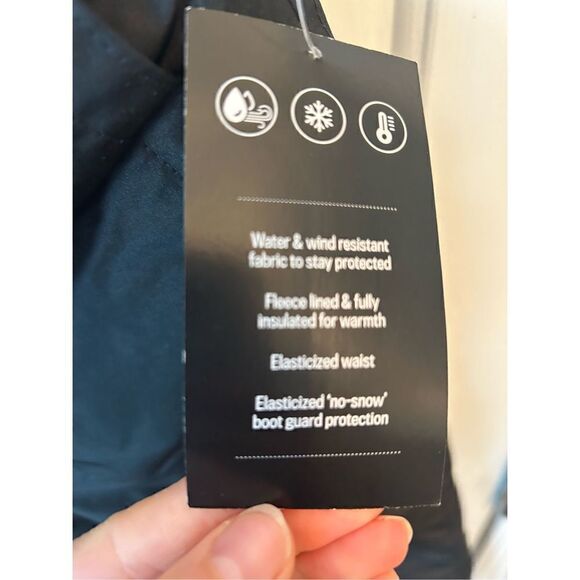 Water & wind resistant
fabric to stay protected
Fleece lined & fully
insulated for warmth
Elasticized waist
Elasticized 'no-snow'
boot guard protection